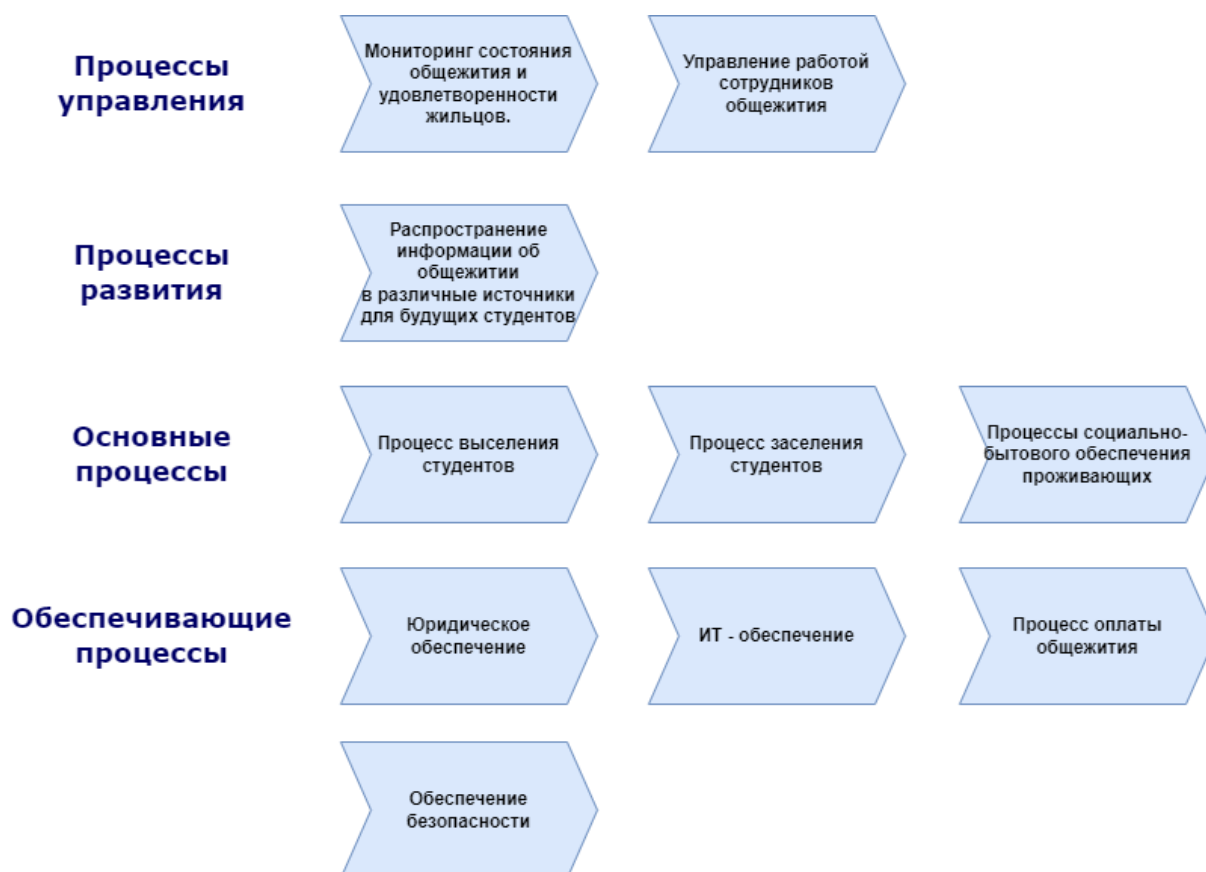 Процессы
управления
Мониторинг состояния
общежития и
удовлетворенности
жильцов.
Управление работой
сотрудников
общежития
Процессы
развития
Распространение
информации об
общежитии
в различные источники
для будущих студентов
Основные
процессы
Процесс выселения
студентов
Процесс заселения
студентов
Процессы социально-
бытового обеспечения
проживающих
Обеспечивающие
процессы
Юридическое
обеспечение
ИТ - обеспечение
Процесс оплаты
общежития
Обеспечение
безопасности